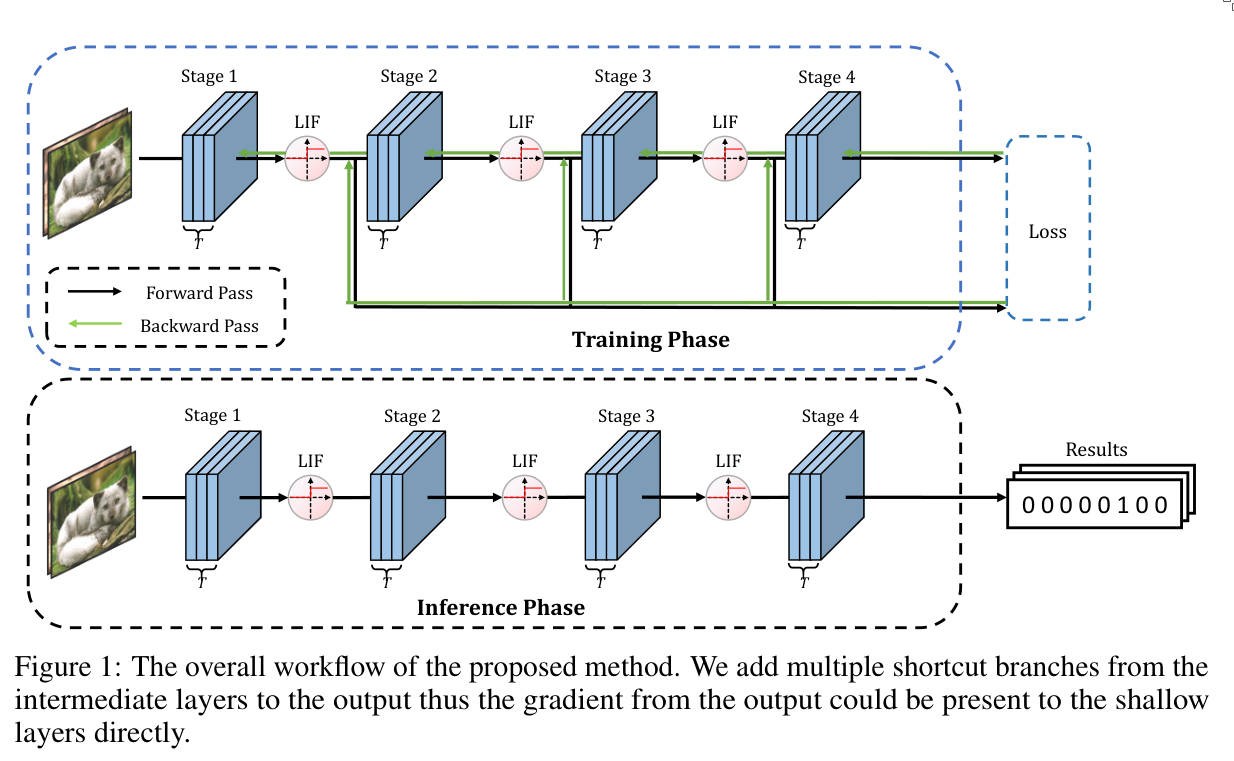 Stage 1
Stage 2
Stage 3
Stage 4
LIF
LIF
LIF
T
T
T
T
Loss
Forward Pass
Backward Pass
Training Phase
Stage 1
Stage 2
Stage 3
Stage 4
LIF
LIF
LIF
Results
0 0 0 0 0 1 0 0
T
T
T
T
Inference Phase
Figure 1: The overall workflow of the proposed method. We add multiple shortcut branches from the
intermediate layers to the output thus the gradient from the output could be present to the shallow
layers directly.